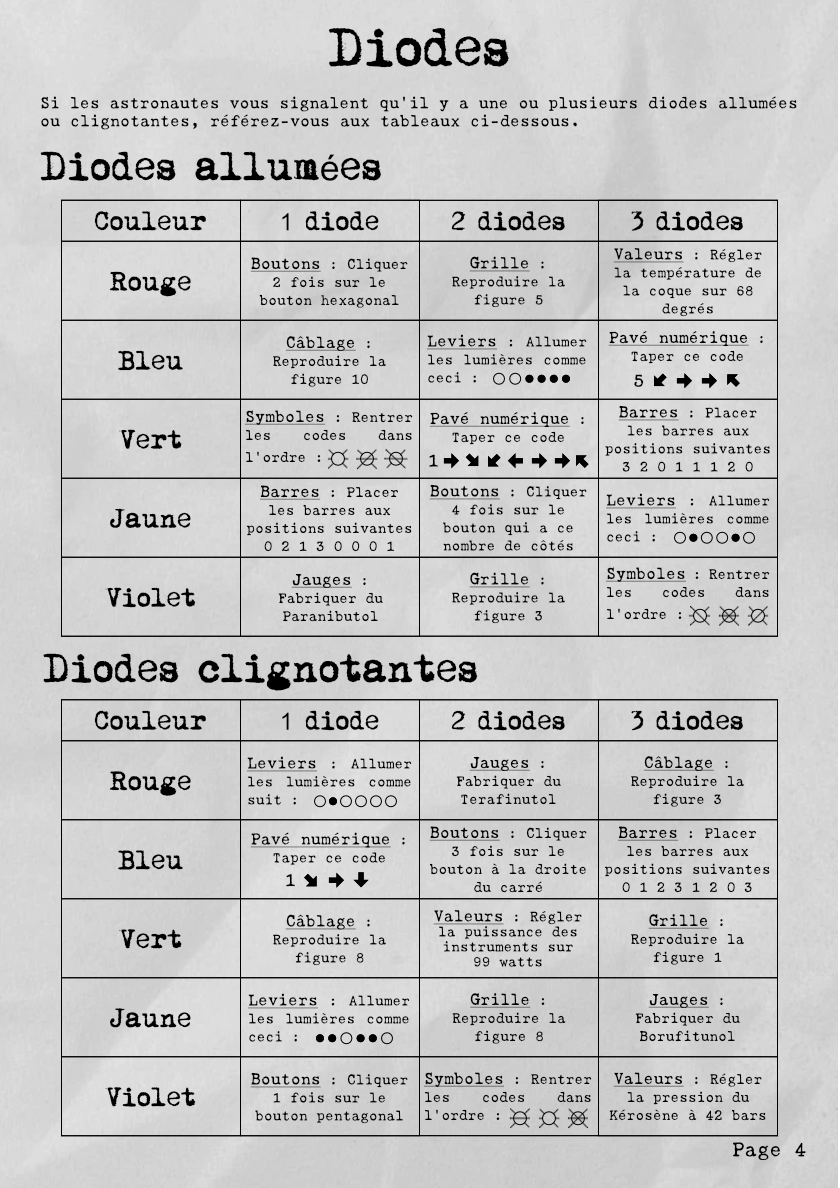 Diodes
Si les astronautes vous signalent qu'il y a une ou plusieurs diodes allumées
ou clignotantes, référez-vous aux tableaux ci-dessous.
Diodes allumées
Couleur 1 diode 2 diodes 3 diodes
Rouge
Boutons : Cliquer
2 fois sur le
bouton hexagonal
Grille :
Reproduire la
figure 5
Valeurs : Régler
la température de
la coque sur 68
degrés
Bleu
Câblage :
Reproduire la
figure 10
Leviers : Allumer
les lumières comme
ceci : ○○●●●●
Pavé numérique :
Taper ce code
5 ↙ → → ↖
Vert
Symboles : Rentrer
les codes dans
l'ordre :
Pavé numérique :
Taper ce code
1 → ↘ ↙ ← → → ↖
Barres : Placer
les barres aux
positions suivantes
3 2 0 1 1 1 2 0
Jaune
Barres : Placer
les barres aux
positions suivantes
0 2 1 3 0 0 0 1
Boutons : Cliquer
4 fois sur le
bouton qui a ce
nombre de côtés
Leviers : Allumer
les lumières comme
ceci : ○●○○●○
Violet
Jauges :
Fabriquer du
Paranibutol
Grille :
Reproduire la
figure 3
Symboles : Rentrer
les codes dans
l'ordre :
Diodes clignotantes
Couleur 1 diode 2 diodes 3 diodes
Rouge
Leviers : Allumer
les lumières comme
suit : ○●○○○○
Jauges :
Fabriquer du
Terafinutol
Câblage :
Reproduire la
figure 3
Bleu
Pavé numérique :
Taper ce code
1 ↘ → ↓
Boutons : Cliquer
3 fois sur le
bouton à la droite
du carré
Barres : Placer
les barres aux
positions suivantes
0 1 2 3 1 2 0 3
Vert
Câblage :
Reproduire la
figure 8
Valeurs : Régler
la puissance des
instruments sur
99 watts
Grille :
Reproduire la
figure 1
Jaune
Leviers : Allumer
les lumières comme
ceci : ●●○●●○
Grille :
Reproduire la
figure 8
Jauges :
Fabriquer du
Borufitunol
Violet
Boutons : Cliquer
1 fois sur le
bouton pentagonal
Symboles : Rentrer
les codes dans
l'ordre :
Valeurs : Régler
la pression du
Kérosène à 42 bars
Page 4